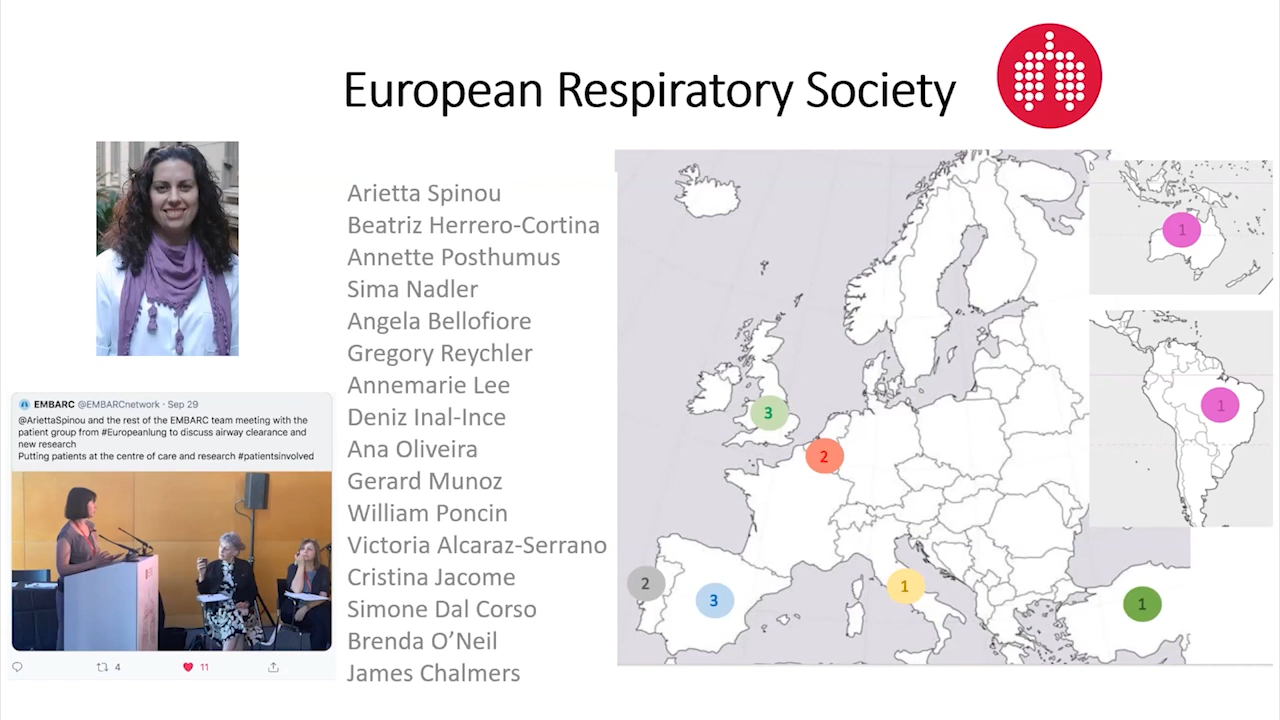 European Respiratory Society
Arietta Spinou
Beatriz Herrero-Cortina
Annette Posthumus
Sima Nadler
Angela Bellofiore
Gregory Reychler
Annemarie Lee
Deniz Inal-Ince
Ana Oliveira
Gerard Munoz
William Poncin
Victoria Alcaraz-Serrano
Cristina Jacome
Simone Dal Corso
Brenda O’Neil
James Chalmers
EMBARC @EMBARCnetwork · Sep 29
@AriettaSpinou and the rest of the EMBARC team meeting with the
patient group from #Europeanlung to discuss airway clearance and
new research
Putting patients at the centre of care and research #patientsinvolved
4 11
3
2
2
3
1
1
1
1